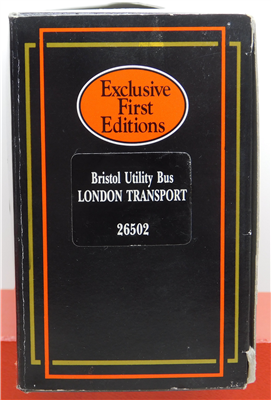 Exclusive
First
Editions
Bristol Utility Bus
LONDON TRANSPORT
26502